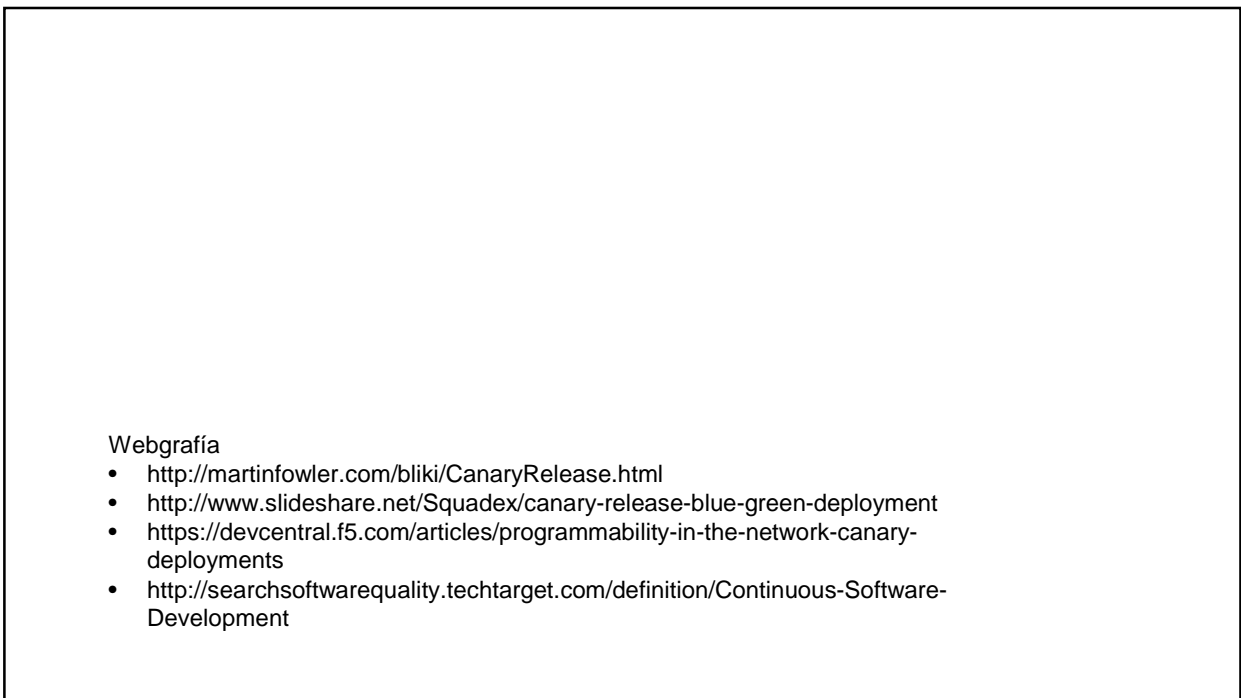 Webgrafía
• http://martinfowler.com/bliki/CanaryRelease.html
• http://www.slideshare.net/Squadex/canary-release-blue-green-deployment
• https://devcentral.f5.com/articles/programmability-in-the-network-canary-
deployments
• http://searchsoftwarequality.techtarget.com/definition/Continuous-Software-
Development